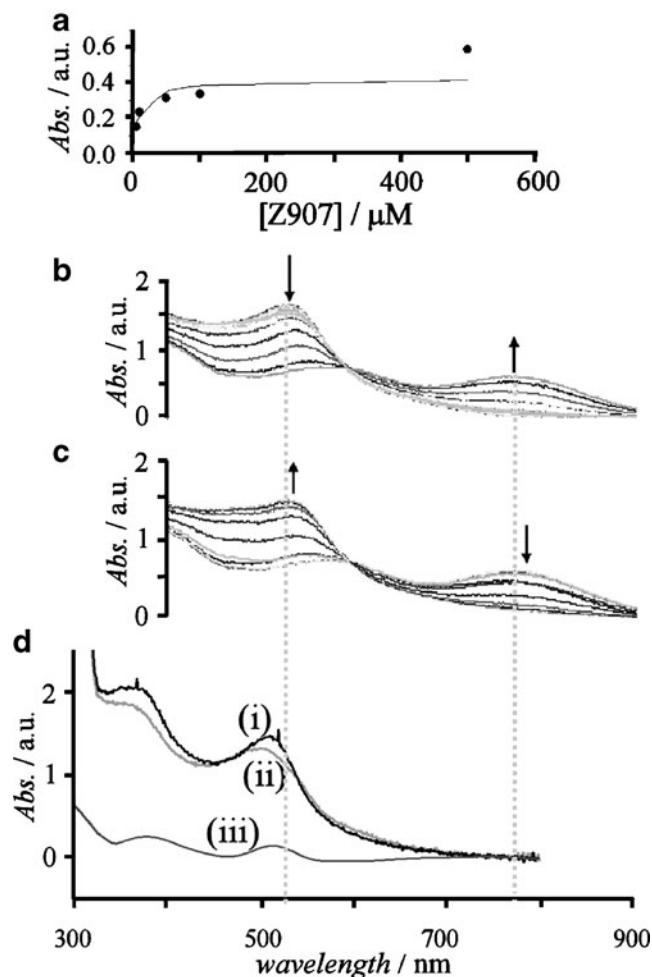 a
Abs. / a.u.
0.6
0.4
0.2
0.0
0
200
400
600
[Z907] / μM
b
Abs. / a.u.
2
1
0
c
Abs. / a.u.
2
1
0
d
Abs. / a.u.
2
1
0
(i)
(ii)
(iii)
300
500
700
900
wavelength / nm